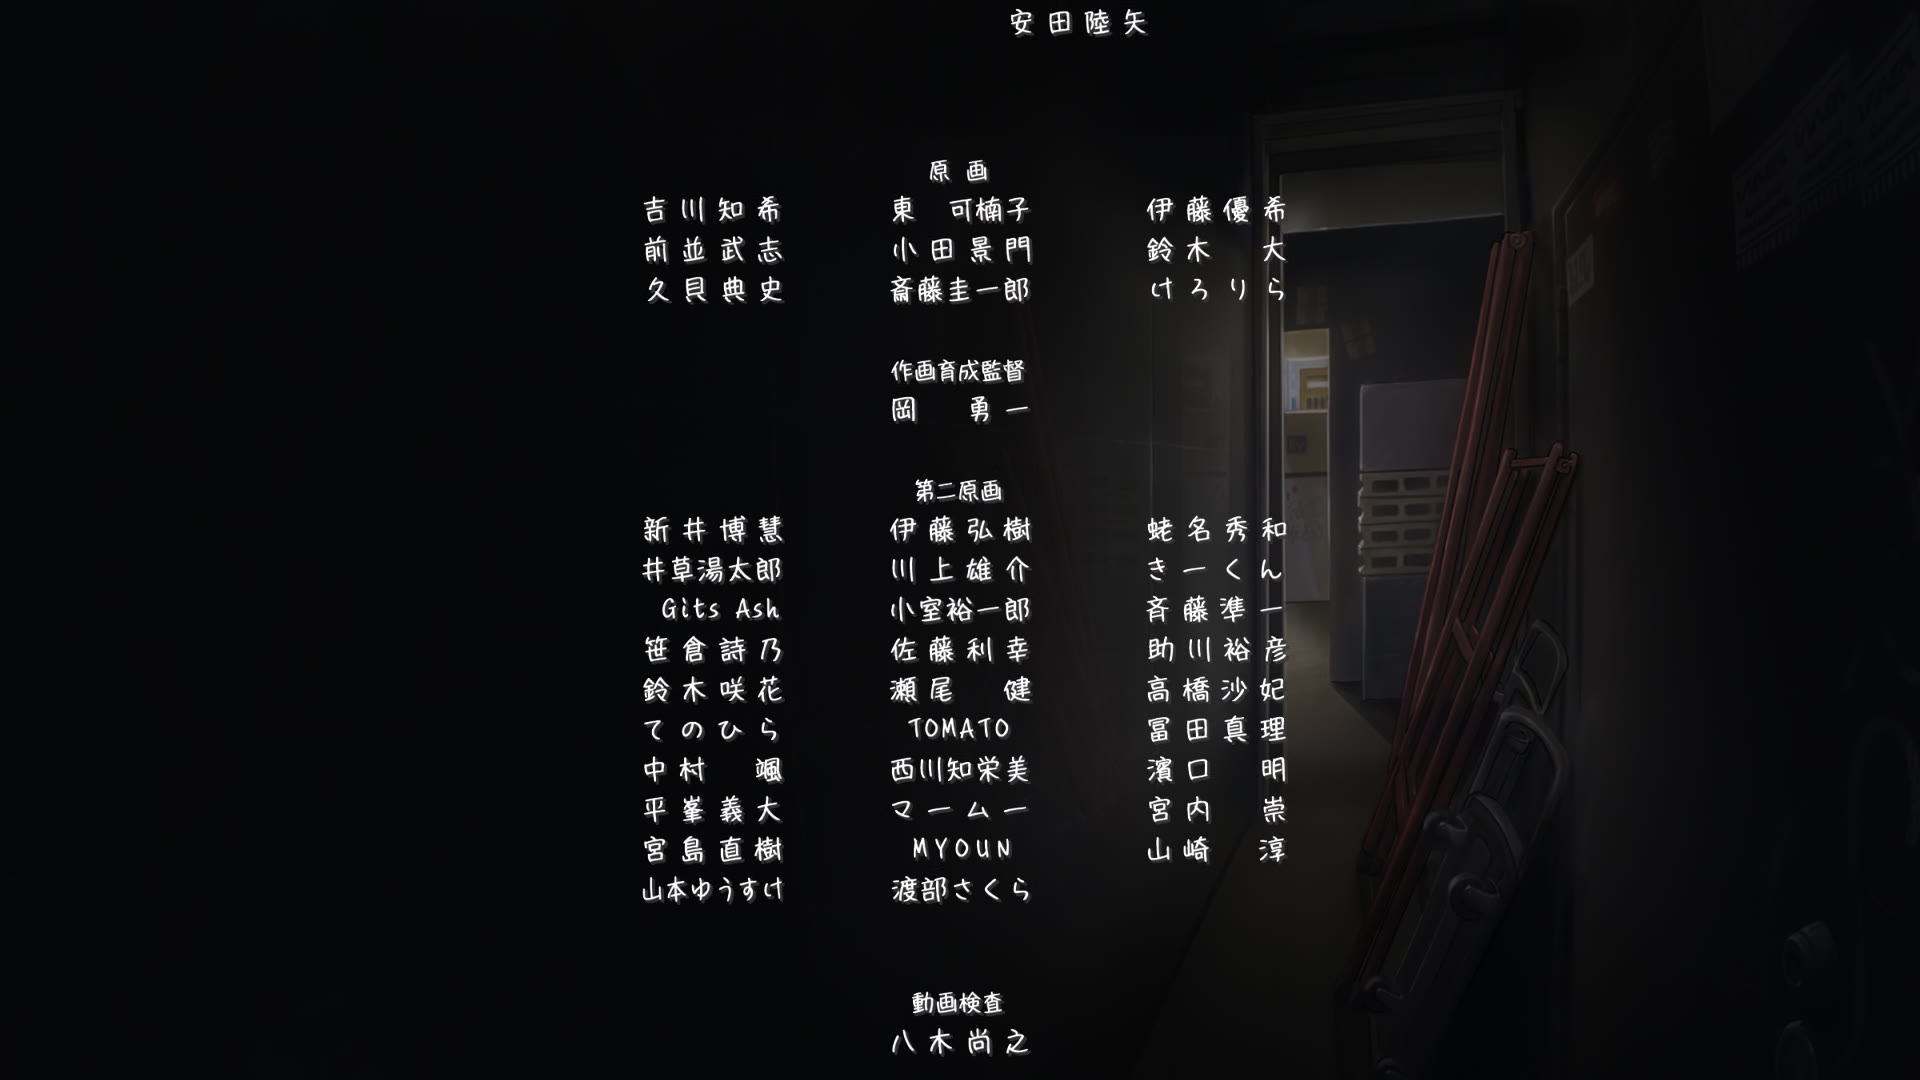 安田陸矢
原画
吉川知希 東 可楠子 伊藤優希
前並武志 小田景門 鈴木 大
久貝典史 斎藤圭一郎 けろりら
作画育成監督
岡 勇一
第二原画
新井博慧 伊藤弘樹 蛯名秀和
井草湯太郎 川上雄介 きーくん
Gits Ash 小室裕一郎 斉藤準一
笹倉詩乃 佐藤利幸 助川裕彦
鈴木咲花 瀬尾 健 高橋沙妃
てのひら TOMATO 冨田真理
中村 颯 西川知栄美 濱口 明
平峯義大 マームー 宮内 崇
宮島直樹 MYOUN 山崎 淳
山本ゆうすけ 渡部さくら
動画検査
八木尚之